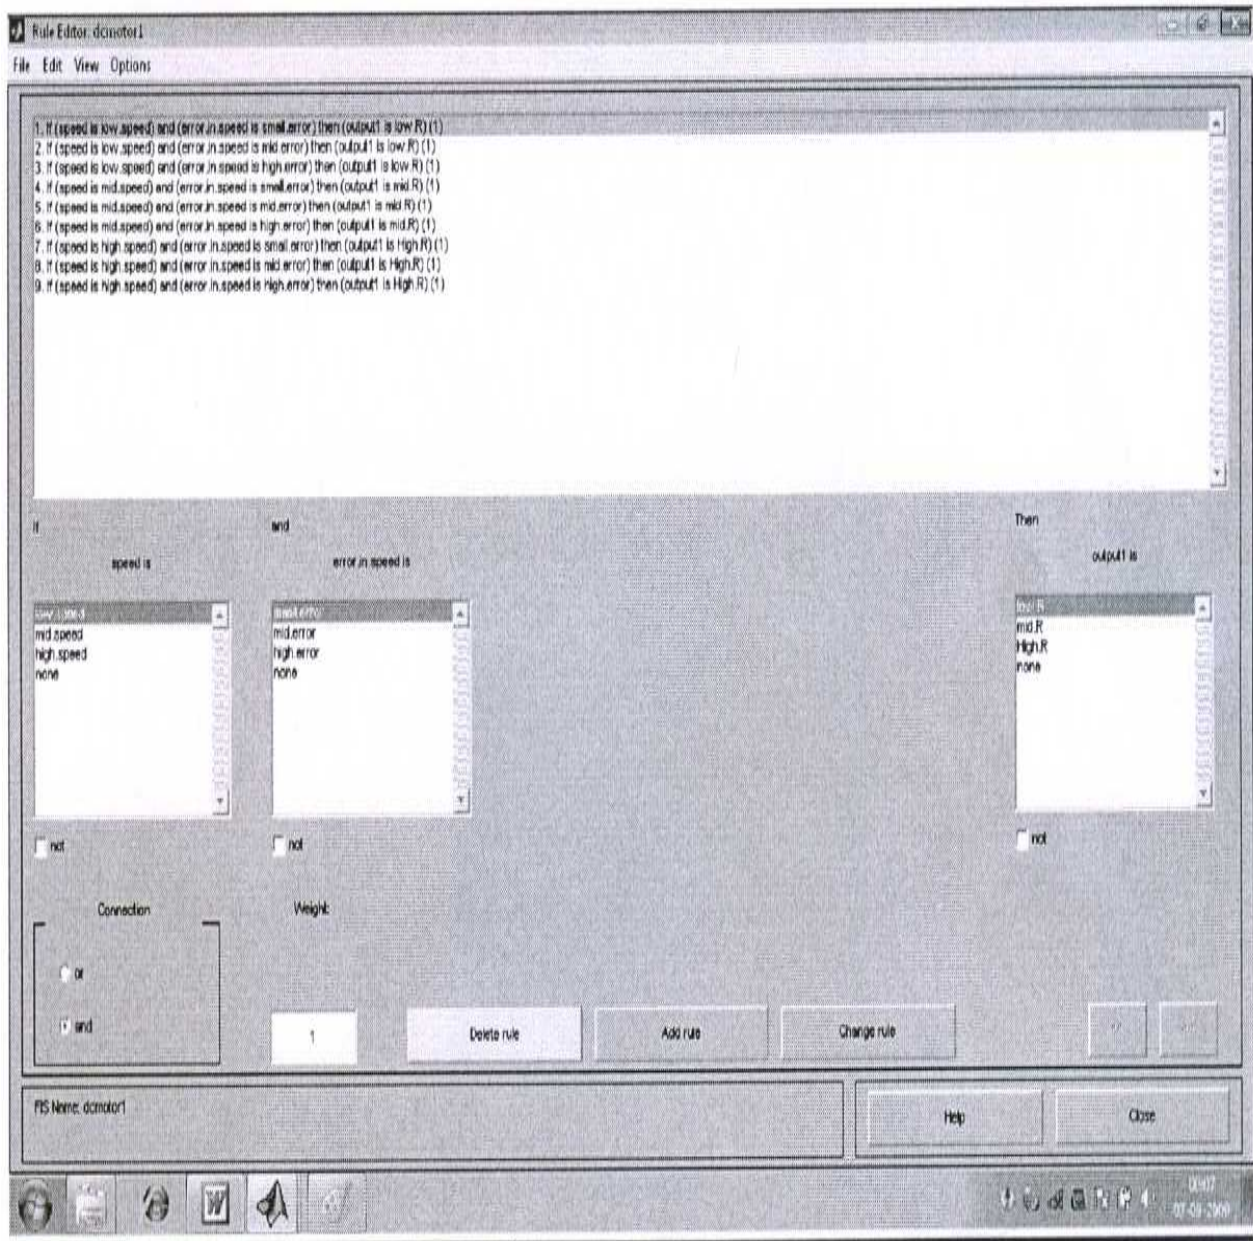 Rule Editor: dcmotor1
File Edit View Options
1. If (speed is low.speed) and (error.in.speed is small.error) then (output1 is low.R) (1)
2. If (speed is low.speed) and (error.in.speed is mid.error) then (output1 is low.R) (1)
3. If (speed is low.speed) and (error.in.speed is high.error) then (output1 is low.R) (1)
4. If (speed is mid.speed) and (error.in.speed is small.error) then (output1 is mid.R) (1)
5. If (speed is mid.speed) and (error.in.speed is mid.error) then (output1 is mid.R) (1)
6. If (speed is mid.speed) and (error.in.speed is high.error) then (output1 is mid.R) (1)
7. If (speed is high.speed) and (error.in.speed is small.error) then (output1 is High.R) (1)
8. If (speed is high.speed) and (error.in.speed is mid.error) then (output1 is High.R) (1)
9. If (speed is high.speed) and (error.in.speed is high.error) then (output1 is High.R) (1)
If and Then
speed is error.in.speed is output1 is
low.speed small.error low.R
mid.speed mid.error mid.R
high.speed high.error High.R
none none none
not not not
Connection Weight:
or
and 1 Delete rule Add rule Change rule
FIS Name: dcmotor1 Help Close
W
00:07